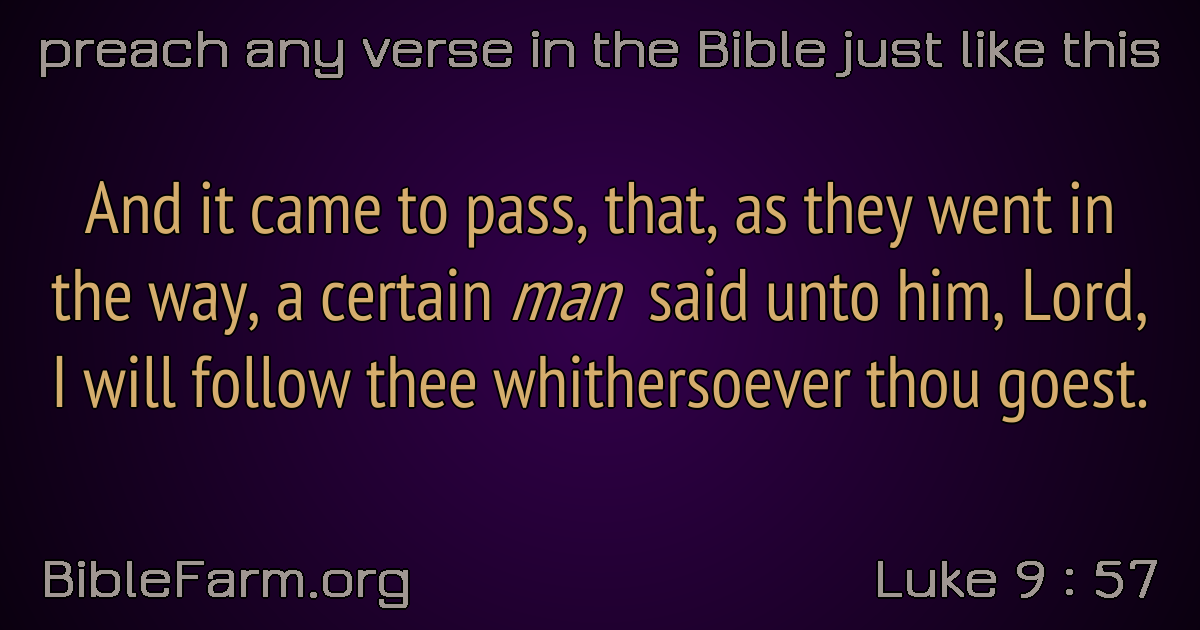 preach any verse in the Bible just like this
And it came to pass, that, as they went in
the way, a certain man said unto him, Lord,
I will follow thee whithersoever thou goest.
BibleFarm.org
Luke 9 : 57